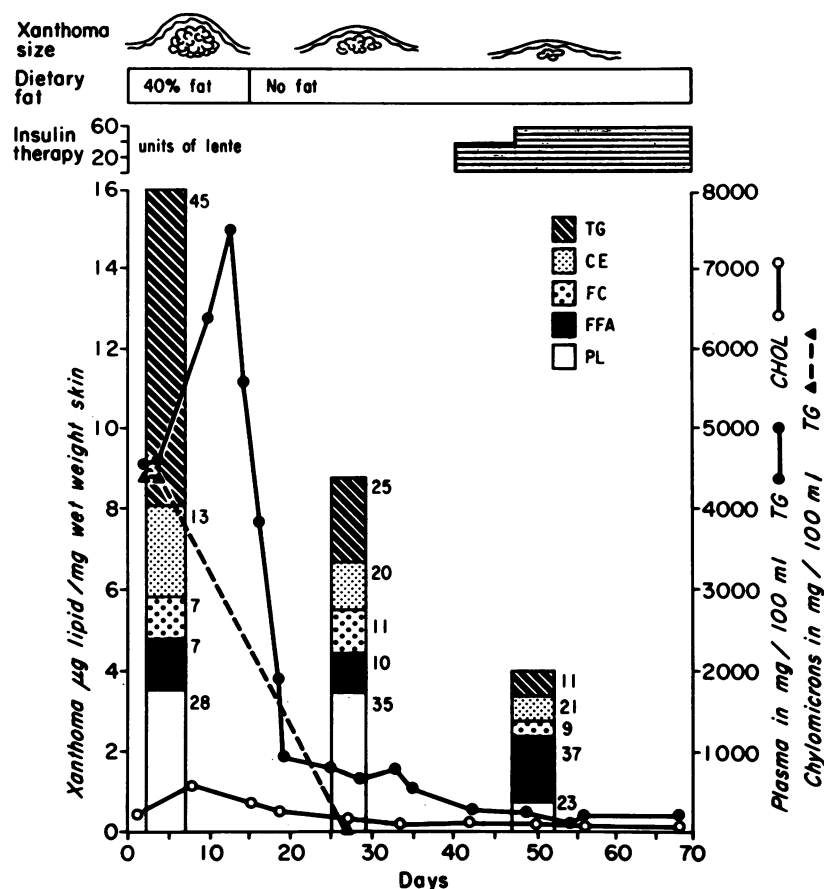 Xanthoma
size
Dietary
fat
40% fat
No fat
Insulin
therapy
60
20
units of lente
16
14
12
10
8
6
4
2
0
Xanthoma μg lipid/mg wet weight skin
45
13
7
7
28
25
20
11
10
35
11
21
9
37
23
TG
CE
FC
FFA
PL
8000
7000
6000
5000
4000
3000
2000
1000
Plasma in mg/100 ml TG CHOL
Chylomicrons in mg/100 ml TG
0
10
20
30
40
50
60
70
Days